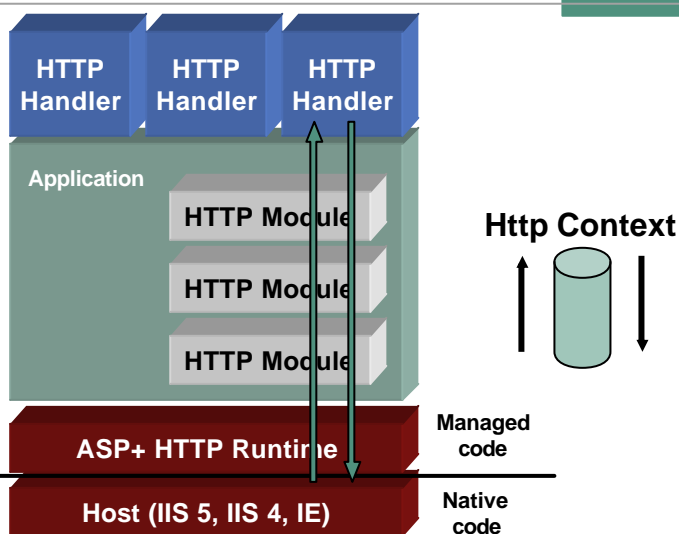 HTTP
Handler
HTTP
Handler
HTTP
Handler
Application
HTTP Module
HTTP Module
HTTP Module
Http Context
ASP+ HTTP Runtime
Managed
code
Host (IIS 5, IIS 4, IE)
Native
code